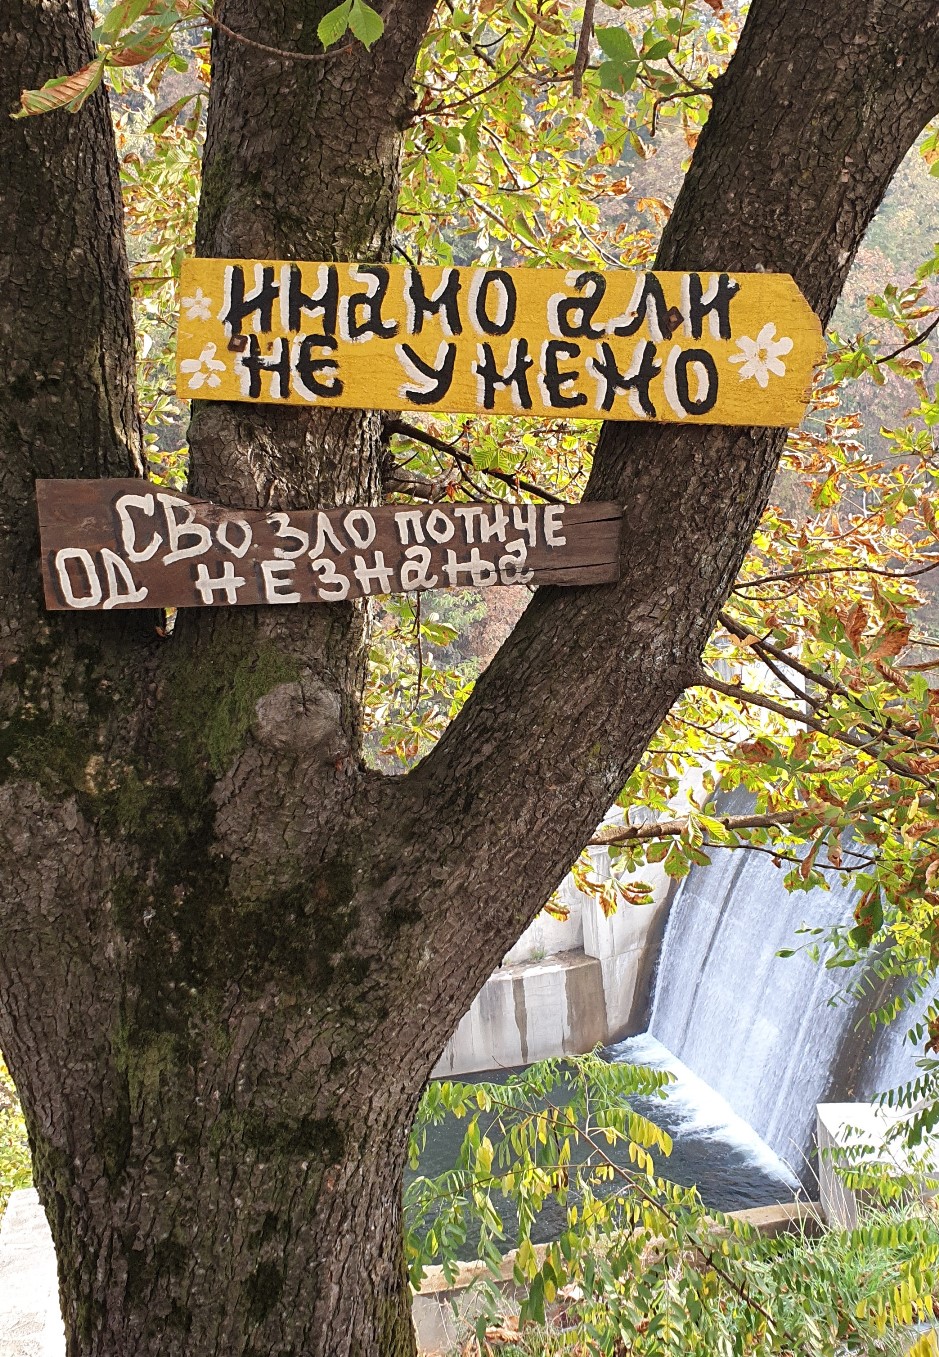 ИМАМО АЛИ
НЕ УМЕМО
СВО ЗЛО ПОТИЧЕ
ОД НЕЗНАЊА